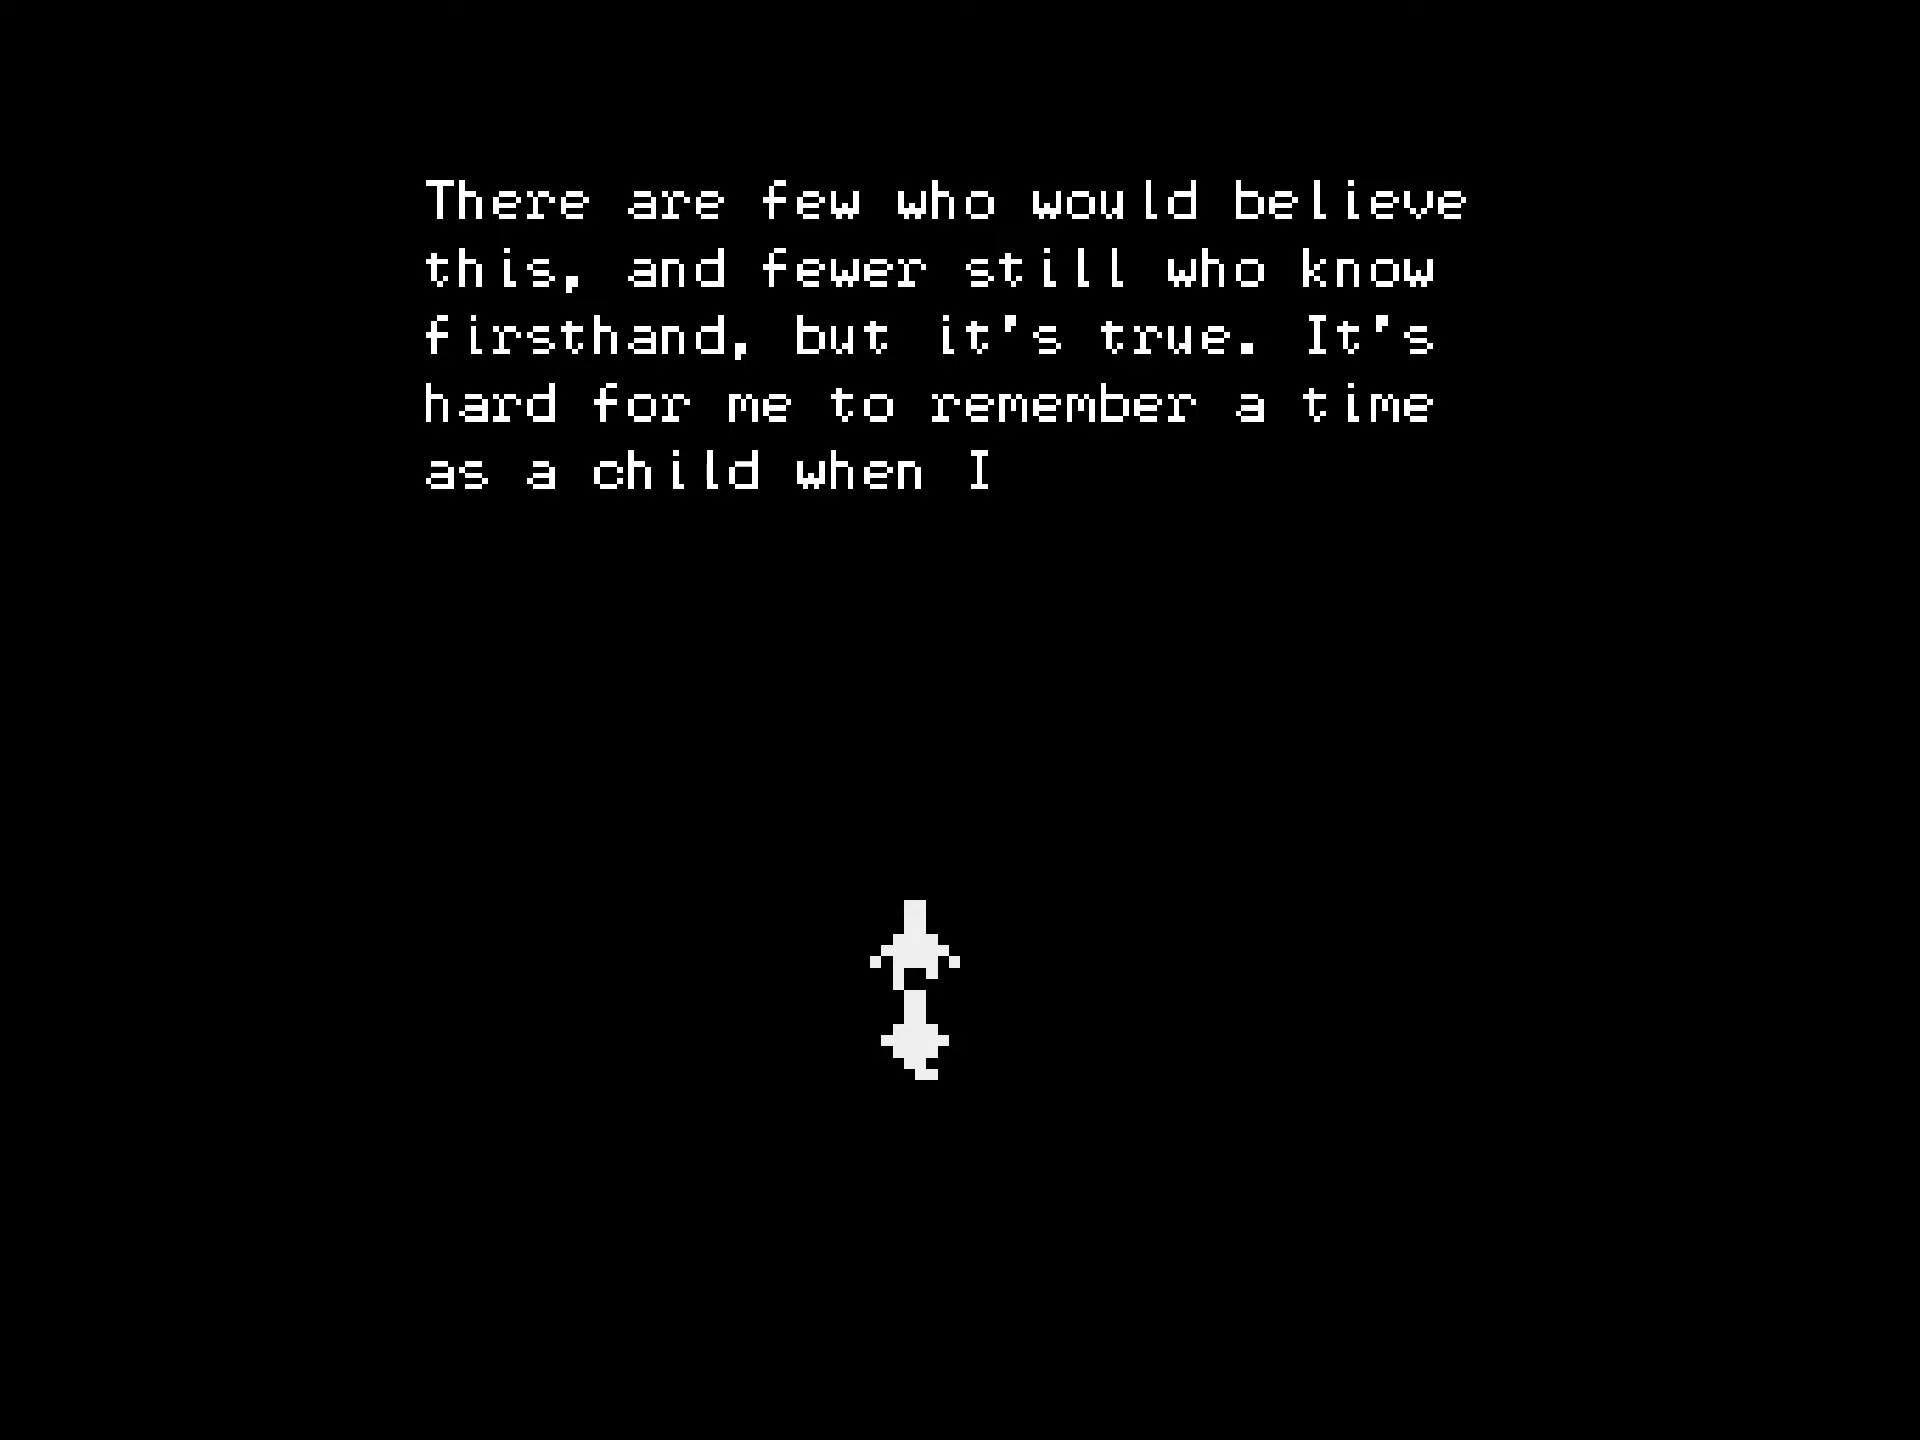 There are few who would believe
this, and fewer still who know
firsthand, but it's true. It's
hard for me to remember a time
as a child when I